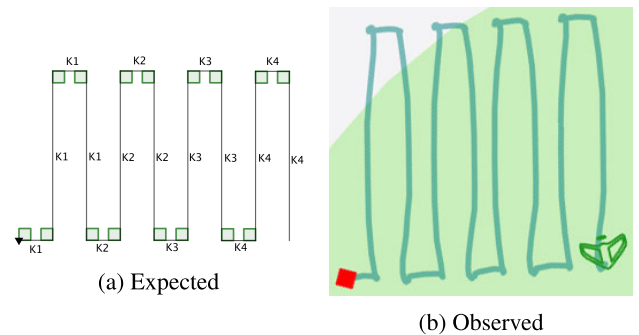 K1 K2 K3 K4
K1 K1 K2 K2 K3 K3 K4 K4
K1 K2 K3 K4
(a) Expected
(b) Observed